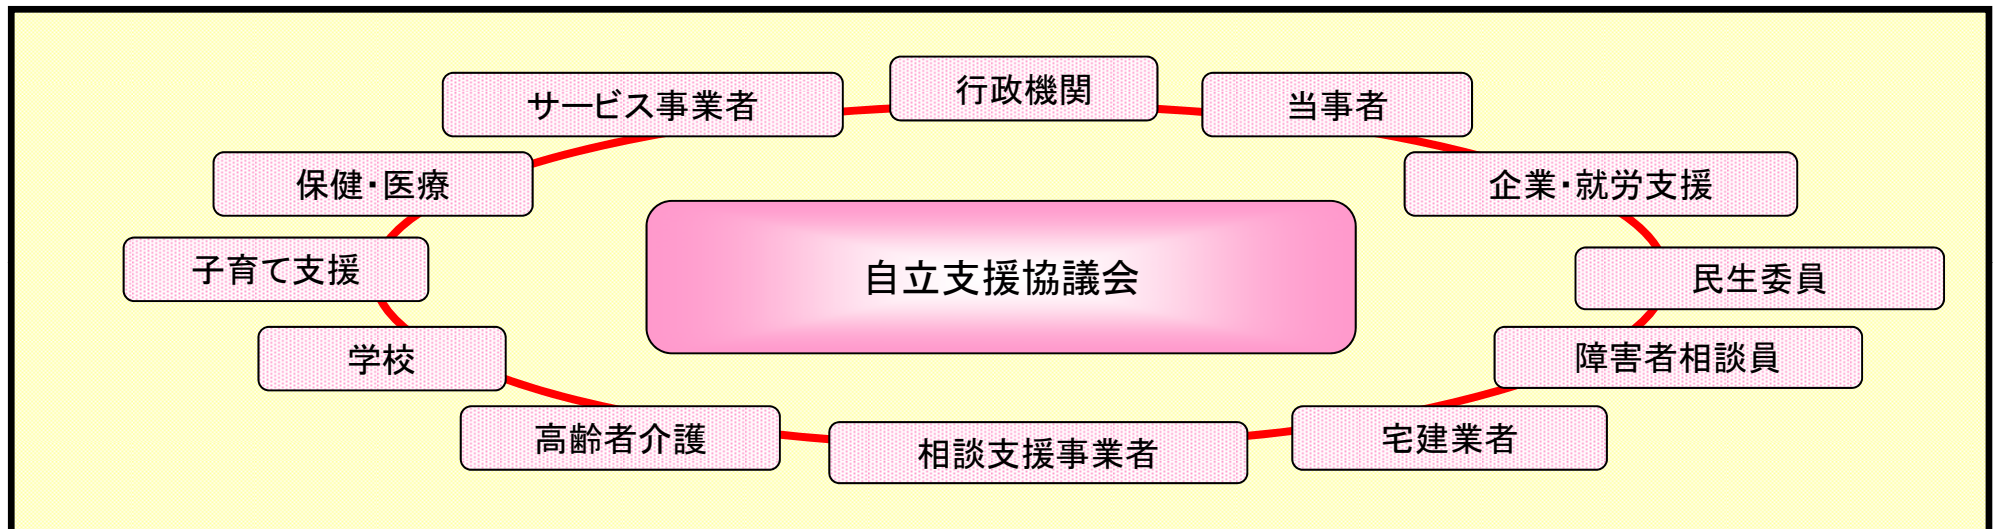 行政機関
サービス事業者
当事者
保健・医療
企業・就労支援
子育て支援
自立支援協議会
民生委員
学校
障害者相談員
高齢者介護
宅建業者
相談支援事業者